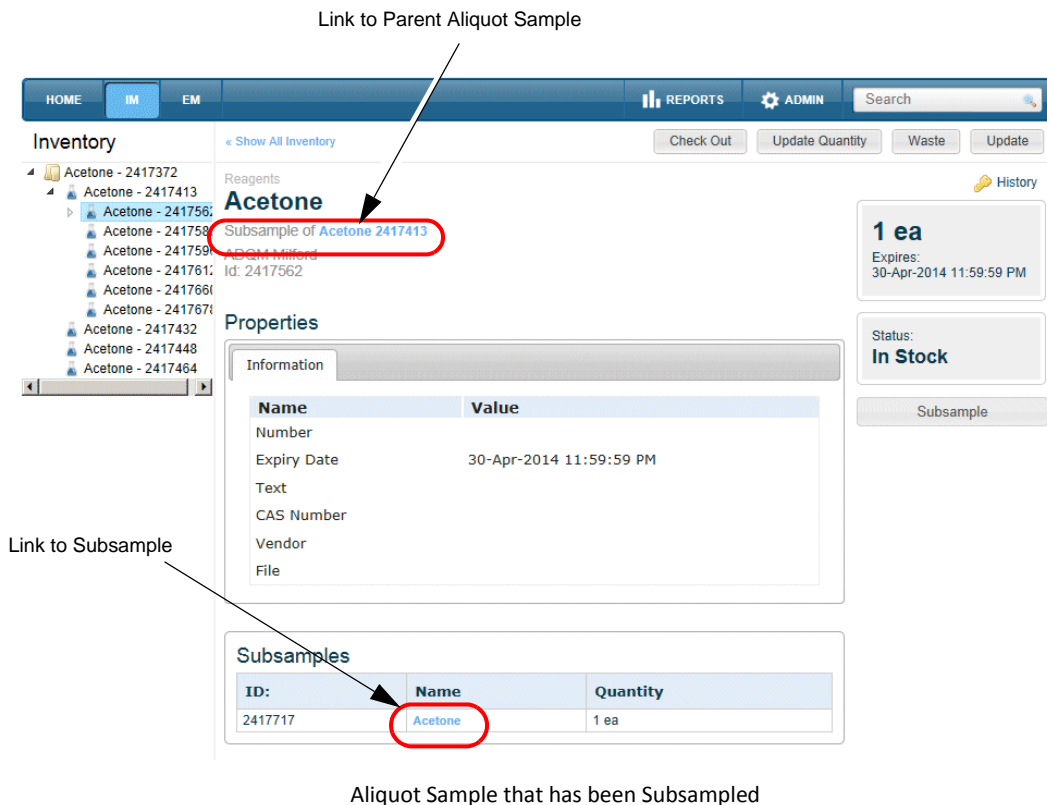 Link to Parent Aliquot Sample
HOME IM EM REPORTS ADMIN Search
Inventory
« Show All Inventory
Check Out Update Quantity Waste Update
Acetone - 2417372
Acetone - 2417413
Acetone - 241756
Acetone - 241758
Acetone - 241759
Acetone - 241761
Acetone - 241766
Acetone - 241767
Acetone - 2417432
Acetone - 2417448
Acetone - 2417464
Reagents
Acetone
Subsample of Acetone 2417413
ADQM Milford
Id: 2417562
History
1 ea
Expires:
30-Apr-2014 11:59:59 PM
Status:
In Stock
Subsample
Properties
Information
Name Value
Number
Expiry Date 30-Apr-2014 11:59:59 PM
Text
CAS Number
Vendor
File
Link to Subsample
Subsamples
ID: Name Quantity
2417717 Acetone 1 ea
Aliquot Sample that has been Subsampled